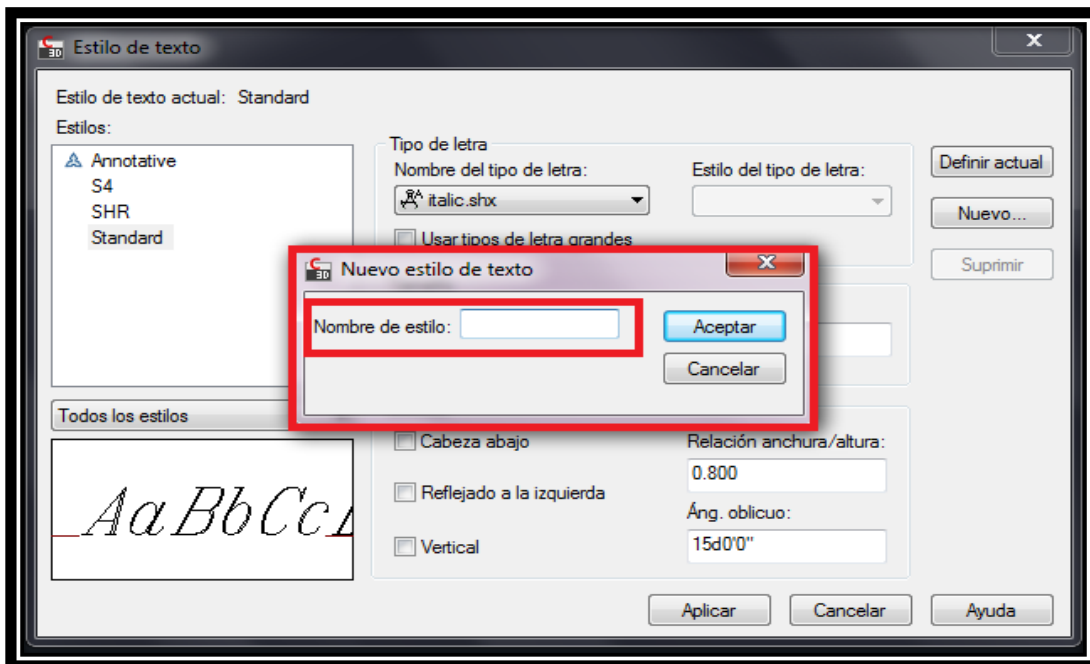 Estilo de texto
Estilo de texto actual: Standard
Estilos:
Annotative
S4
SHR
Standard
Tipo de letra
Nombre del tipo de letra:
italic.shx
Usar tipos de letra grandes
Estilo del tipo de letra:
Definir actual
Nuevo...
Suprimir
Nuevo estilo de texto
Nombre de estilo:
Aceptar
Cancelar
Todos los estilos
AaBbCc
Cabeza abajo
Reflejado a la izquierda
Vertical
Relación anchura/altura:
0.800
Áng. oblicuo:
15d0'0"
Aplicar
Cancelar
Ayuda